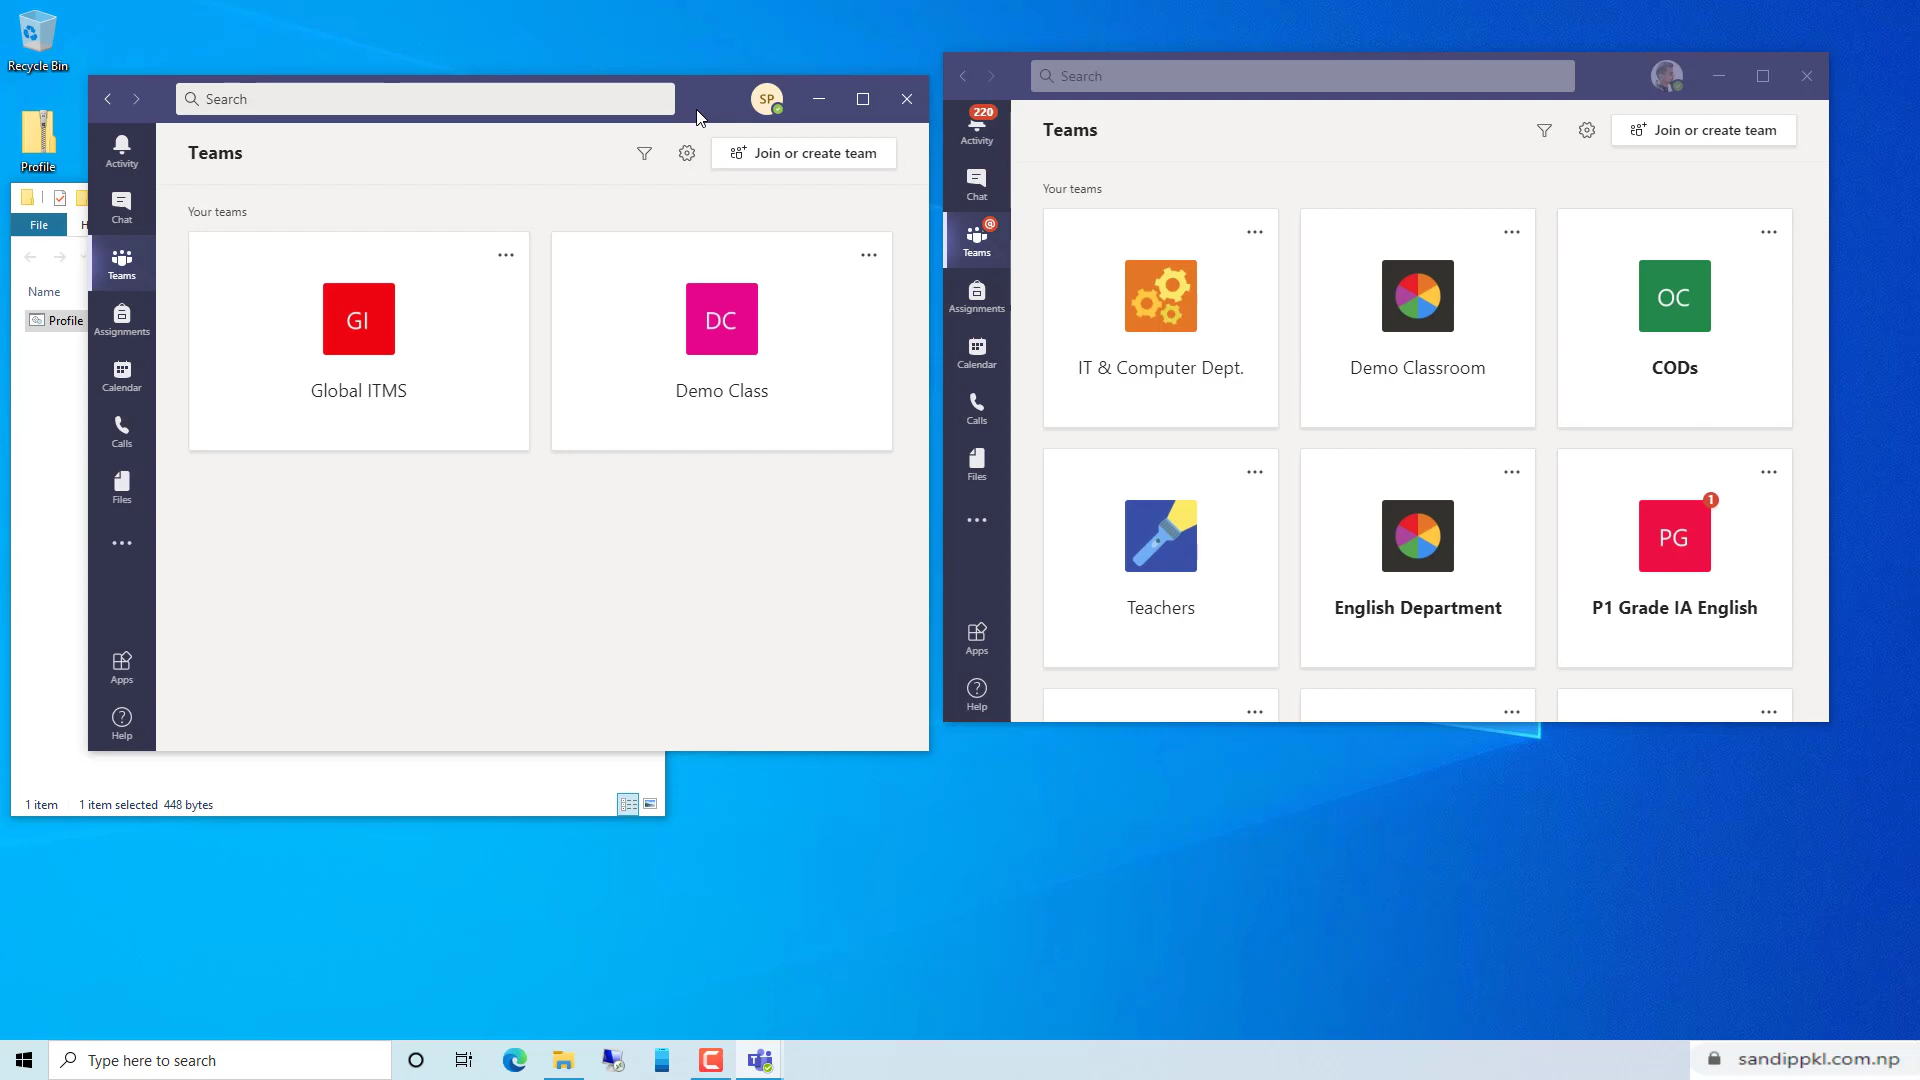 Recycle Bin
Profile
File
H
Name
Profile
1 item 1 item selected 448 bytes
Search
SP
Activity
Chat
Teams
Assignments
Calendar
Calls
Files
Apps
Help
Teams
Join or create team
Your teams
GI
Global ITMS
DC
Demo Class
Search
220
Activity
Chat
@
Teams
Assignments
Calendar
Calls
Files
Apps
Help
Teams
Join or create team
Your teams
IT & Computer Dept.
Demo Classroom
OC
CODs
Teachers
English Department
1
PG
P1 Grade IA English
Type here to search
sandippkl.com.np